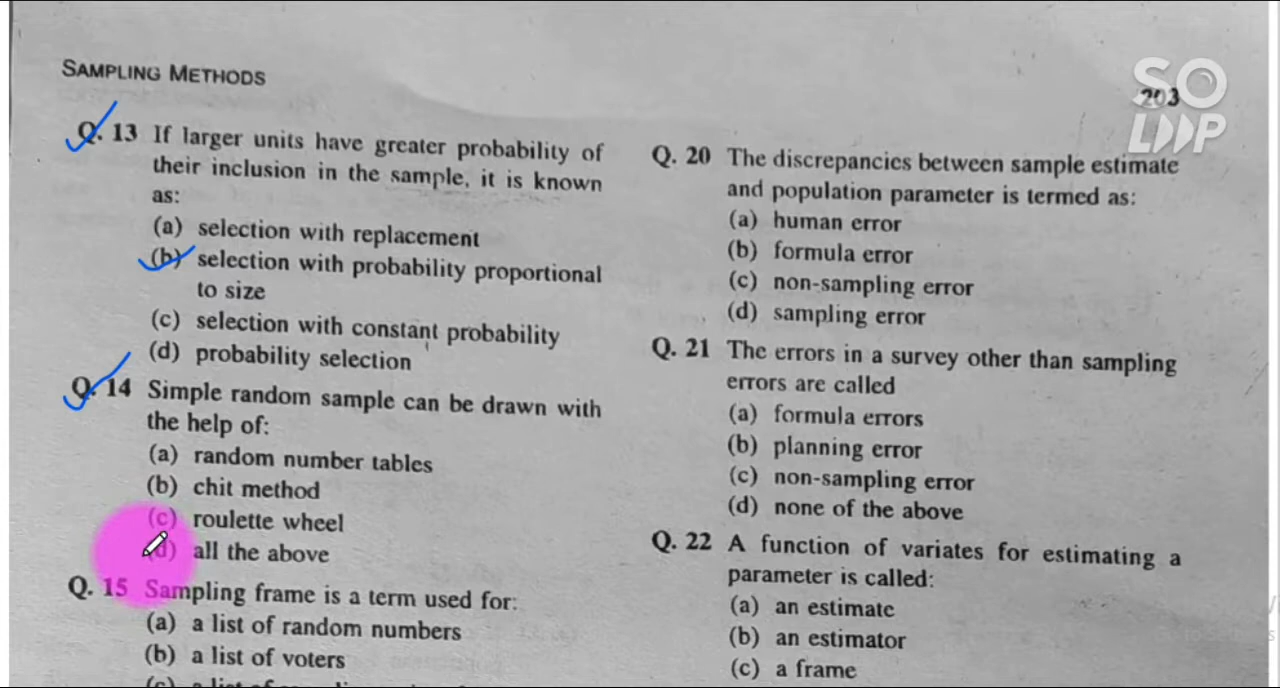 SAMPLING METHODS
203
SO
LOOP
Q. 13 If larger units have greater probability of
their inclusion in the sample, it is known
as:
(a) selection with replacement
(b) selection with probability proportional
to size
(c) selection with constant probability
(d) probability selection
Q. 14 Simple random sample can be drawn with
the help of:
(a) random number tables
(b) chit method
(c) roulette wheel
(d) all the above
Q. 15 Sampling frame is a term used for:
(a) a list of random numbers
(b) a list of voters
(c) a list of
Q. 20 The discrepancies between sample estimate
and population parameter is termed as:
(a) human error
(b) formula error
(c) non-sampling error
(d) sampling error
Q. 21 The errors in a survey other than sampling
errors are called
(a) formula errors
(b) planning error
(c) non-sampling error
(d) none of the above
Q. 22 A function of variates for estimating a
parameter is called:
(a) an estimate
(b) an estimator
(c) a frame